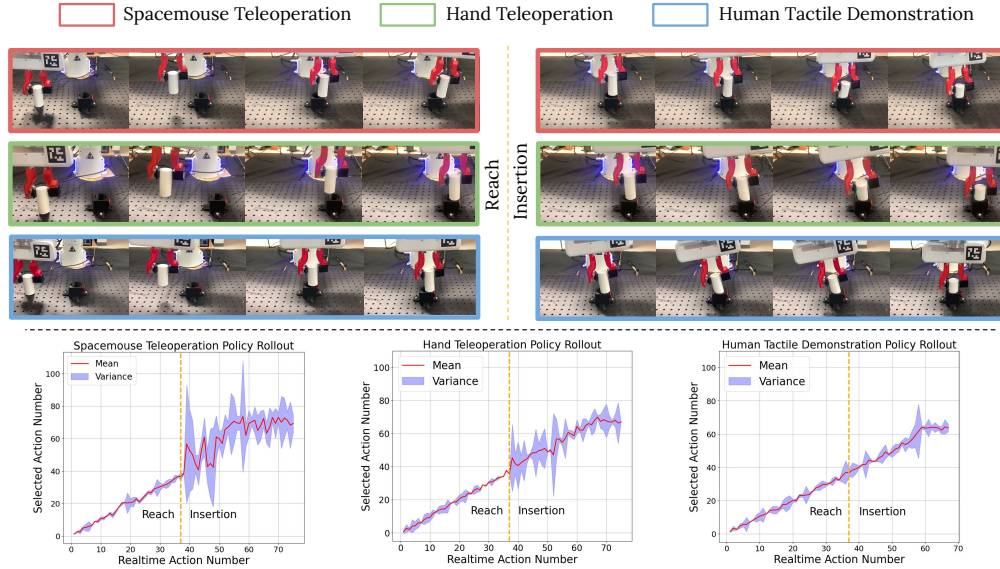 Spacemouse Teleoperation
Hand Teleoperation
Human Tactile Demonstration
Reach
Insertion
Spacemouse Teleoperation Policy Rollout
Mean
Variance
Selected Action Number
100
80
60
40
20
0
Reach
Insertion
0 10 20 30 40 50 60 70
Realtime Action Number
Hand Teleoperation Policy Rollout
Mean
Variance
Selected Action Number
100
80
60
40
20
0
Reach
Insertion
0 10 20 30 40 50 60 70
Realtime Action Number
Human Tactile Demonstration Policy Rollout
Mean
Variance
Selected Action Number
100
80
60
40
20
0
Reach
Insertion
0 10 20 30 40 50 60 70
Realtime Action Number